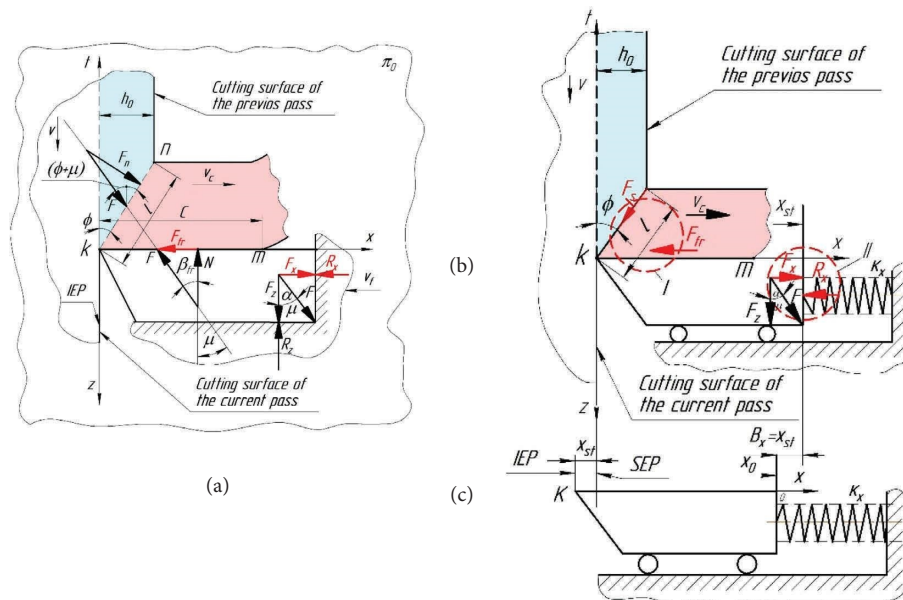 t
π0
h0
Cutting surface of
the previos pass
v
n
Fn
vc
(ϕ+μ)
F
l
C
ϕ
K
Ffr
x
F
βfr
N
m
Fx
Rx
vf
IEP
Fz
α
F
μ
μ
Rz
z
Cutting surface of
the current pass
(a)
t
h0
Cutting surface of
the previos pass
v
ϕ
Fs
l
Vc
xst
Ffr
K
m
x
I
II
Fx
Rx
Kx
Fz
F
(b)
Cutting surface of
the current pass
z
Bx=xst
xst
IEP
SEP
x0
x
K
0
Kx
(c)